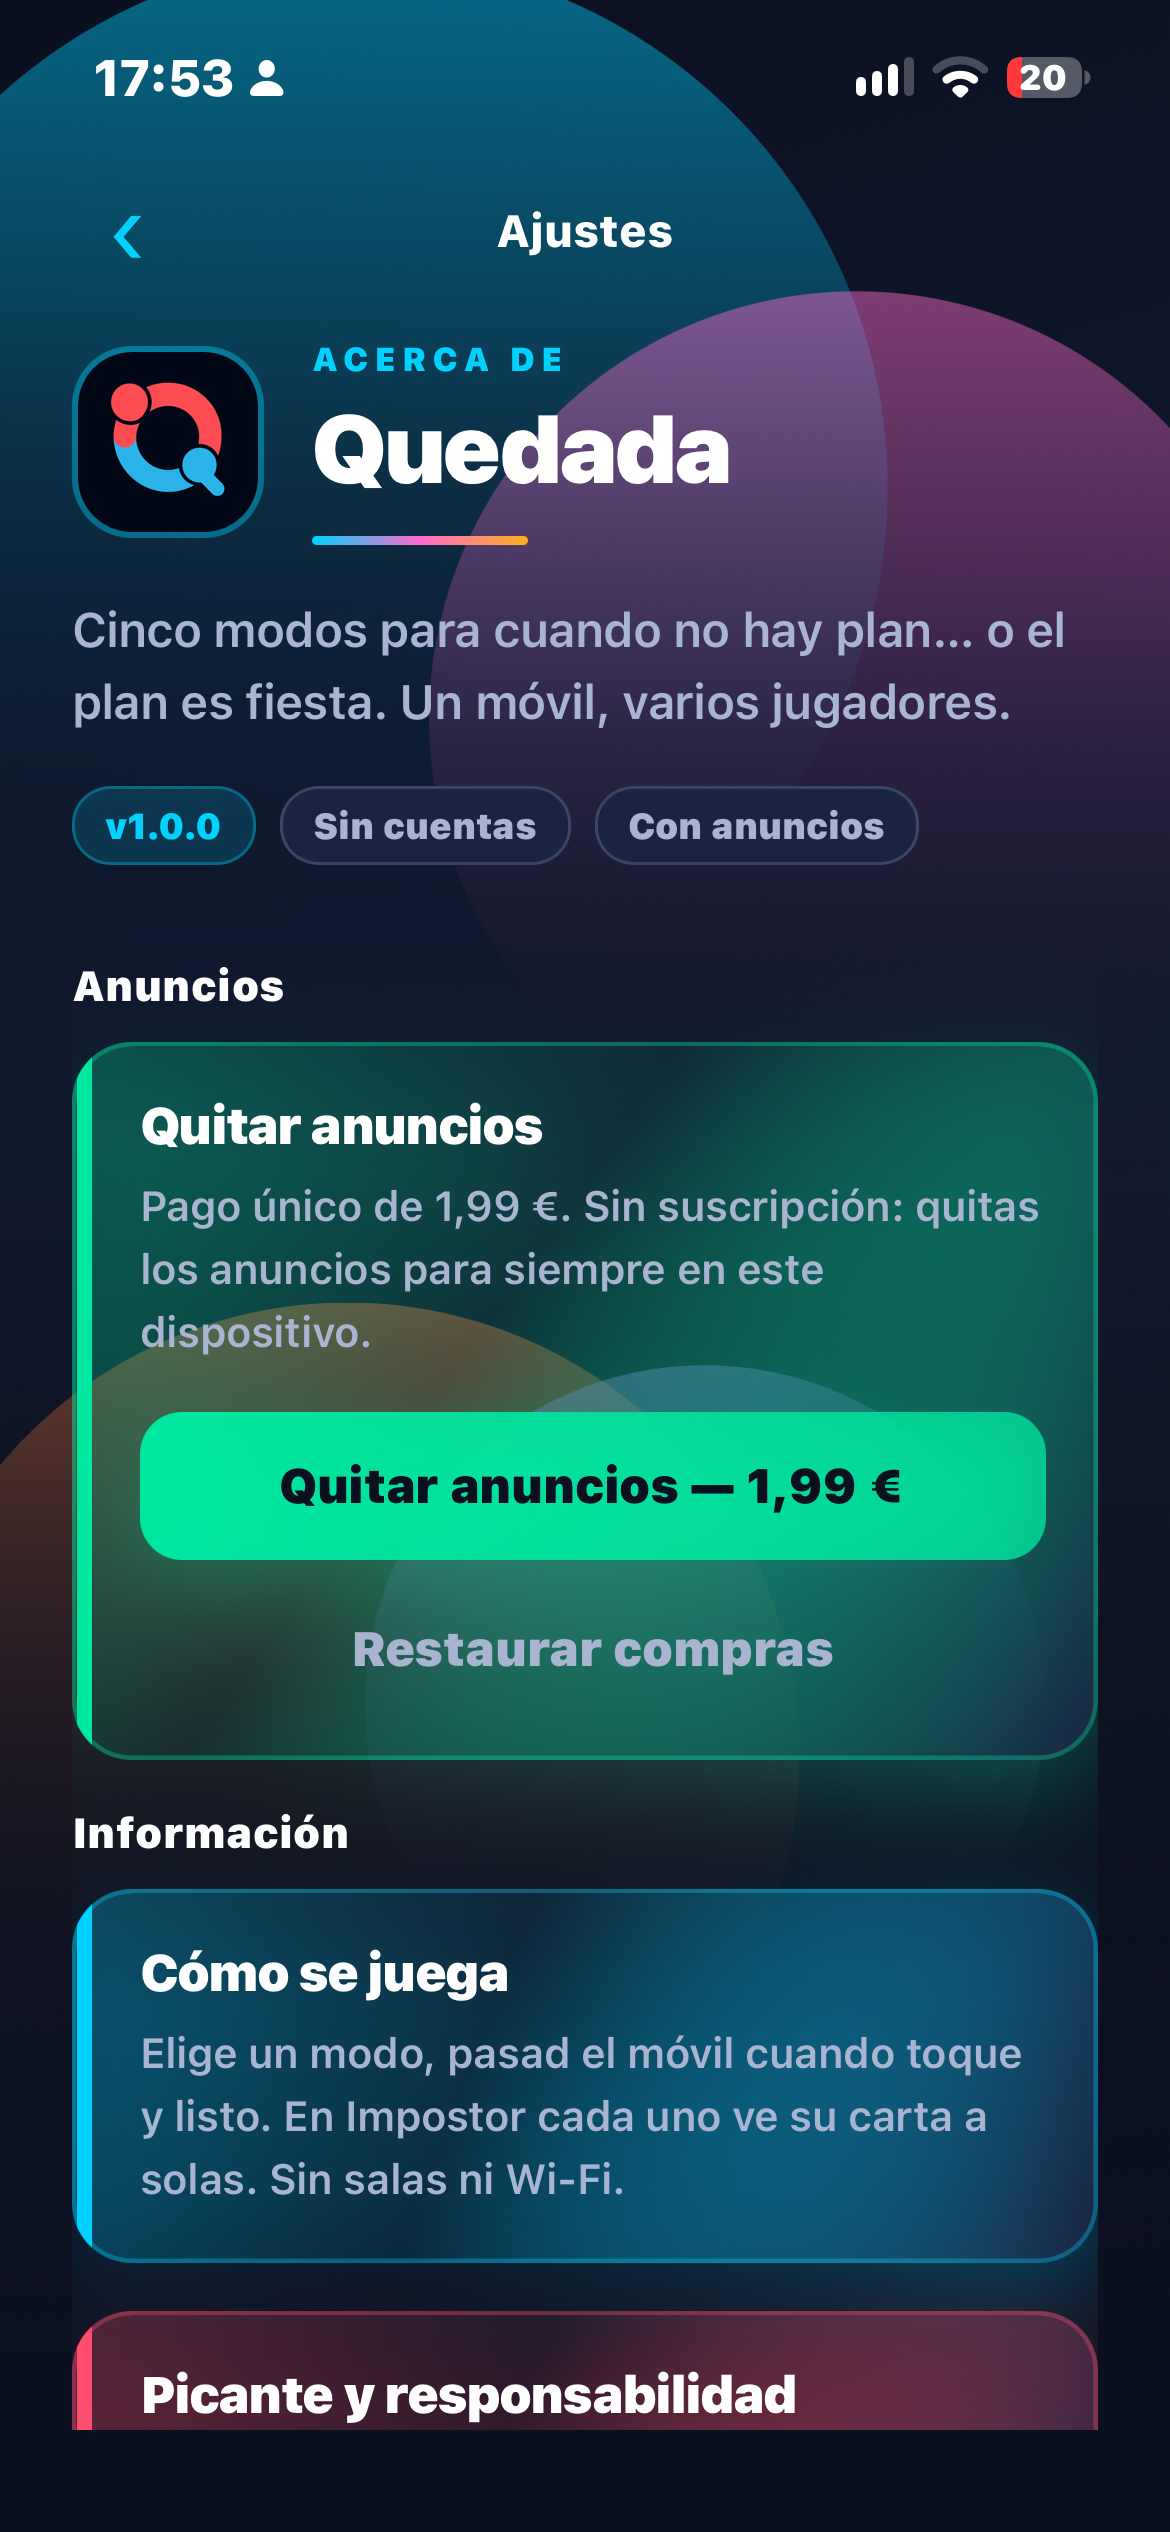 17:53
20
Ajustes
ACERCA DE
Quedada
Cinco modos para cuando no hay plan... o el
plan es fiesta. Un móvil, varios jugadores.
v1.0.0
Sin cuentas
Con anuncios
Anuncios
Quitar anuncios
Pago único de 1,99 €. Sin suscripción: quitas
los anuncios para siempre en este
dispositivo.
Quitar anuncios — 1,99 €
Restaurar compras
Información
Cómo se juega
Elige un modo, pasad el móvil cuando toque
y listo. En Impostor cada uno ve su carta a
solas. Sin salas ni Wi-Fi.
Picante y responsabilidad